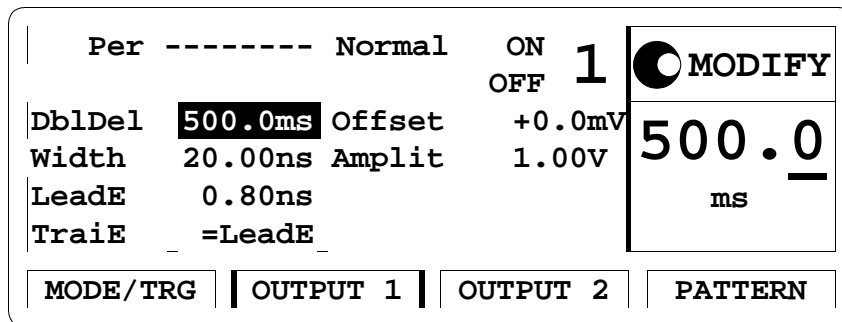 Per -------- Normal ON 1 MODIFY
OFF
DblDel 500.0ms Offset +0.0mV 500.0
Width 20.00ns Amplit 1.00V
LeadE 0.80ns ms
TraiE =LeadE
MODE/TRG OUTPUT 1 OUTPUT 2 PATTERN